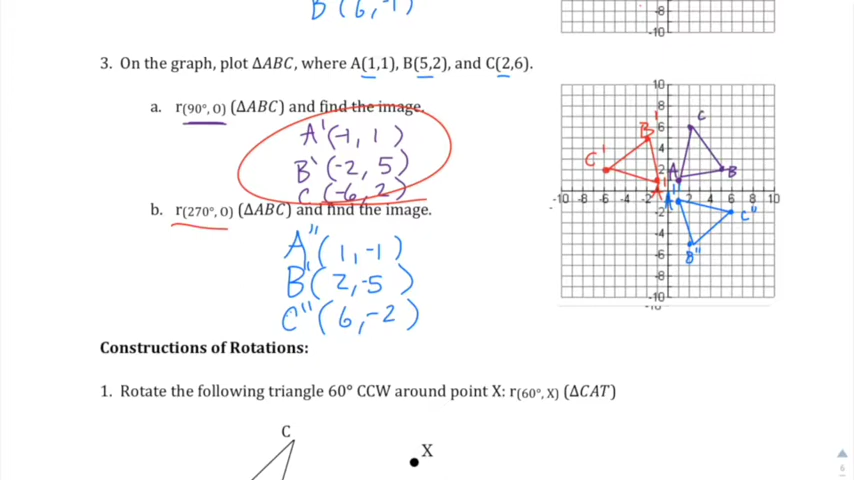 B (6,-1)
-8
-10
3. On the graph, plot ΔABC, where A(1,1), B(5,2), and C(2,6).
a. r(90°, O) (ΔABC) and find the image.
A'(-1, 1)
B'(-2, 5)
C (-6, 2)
b. r(270°, O) (ΔABC) and find the image.
A"(1, -1)
B"(2, -5)
C"(6, -2)
10
8
6
4
2
-10 -8 -6 -4 -2 2 4 6 8 10
-2
-4
-6
-8
-10
C
B
A
B'
C'
A'
A"
B"
C"
-10
Constructions of Rotations:
1. Rotate the following triangle 60° CCW around point X: r(60°, X) (ΔCAT)
C
X
6